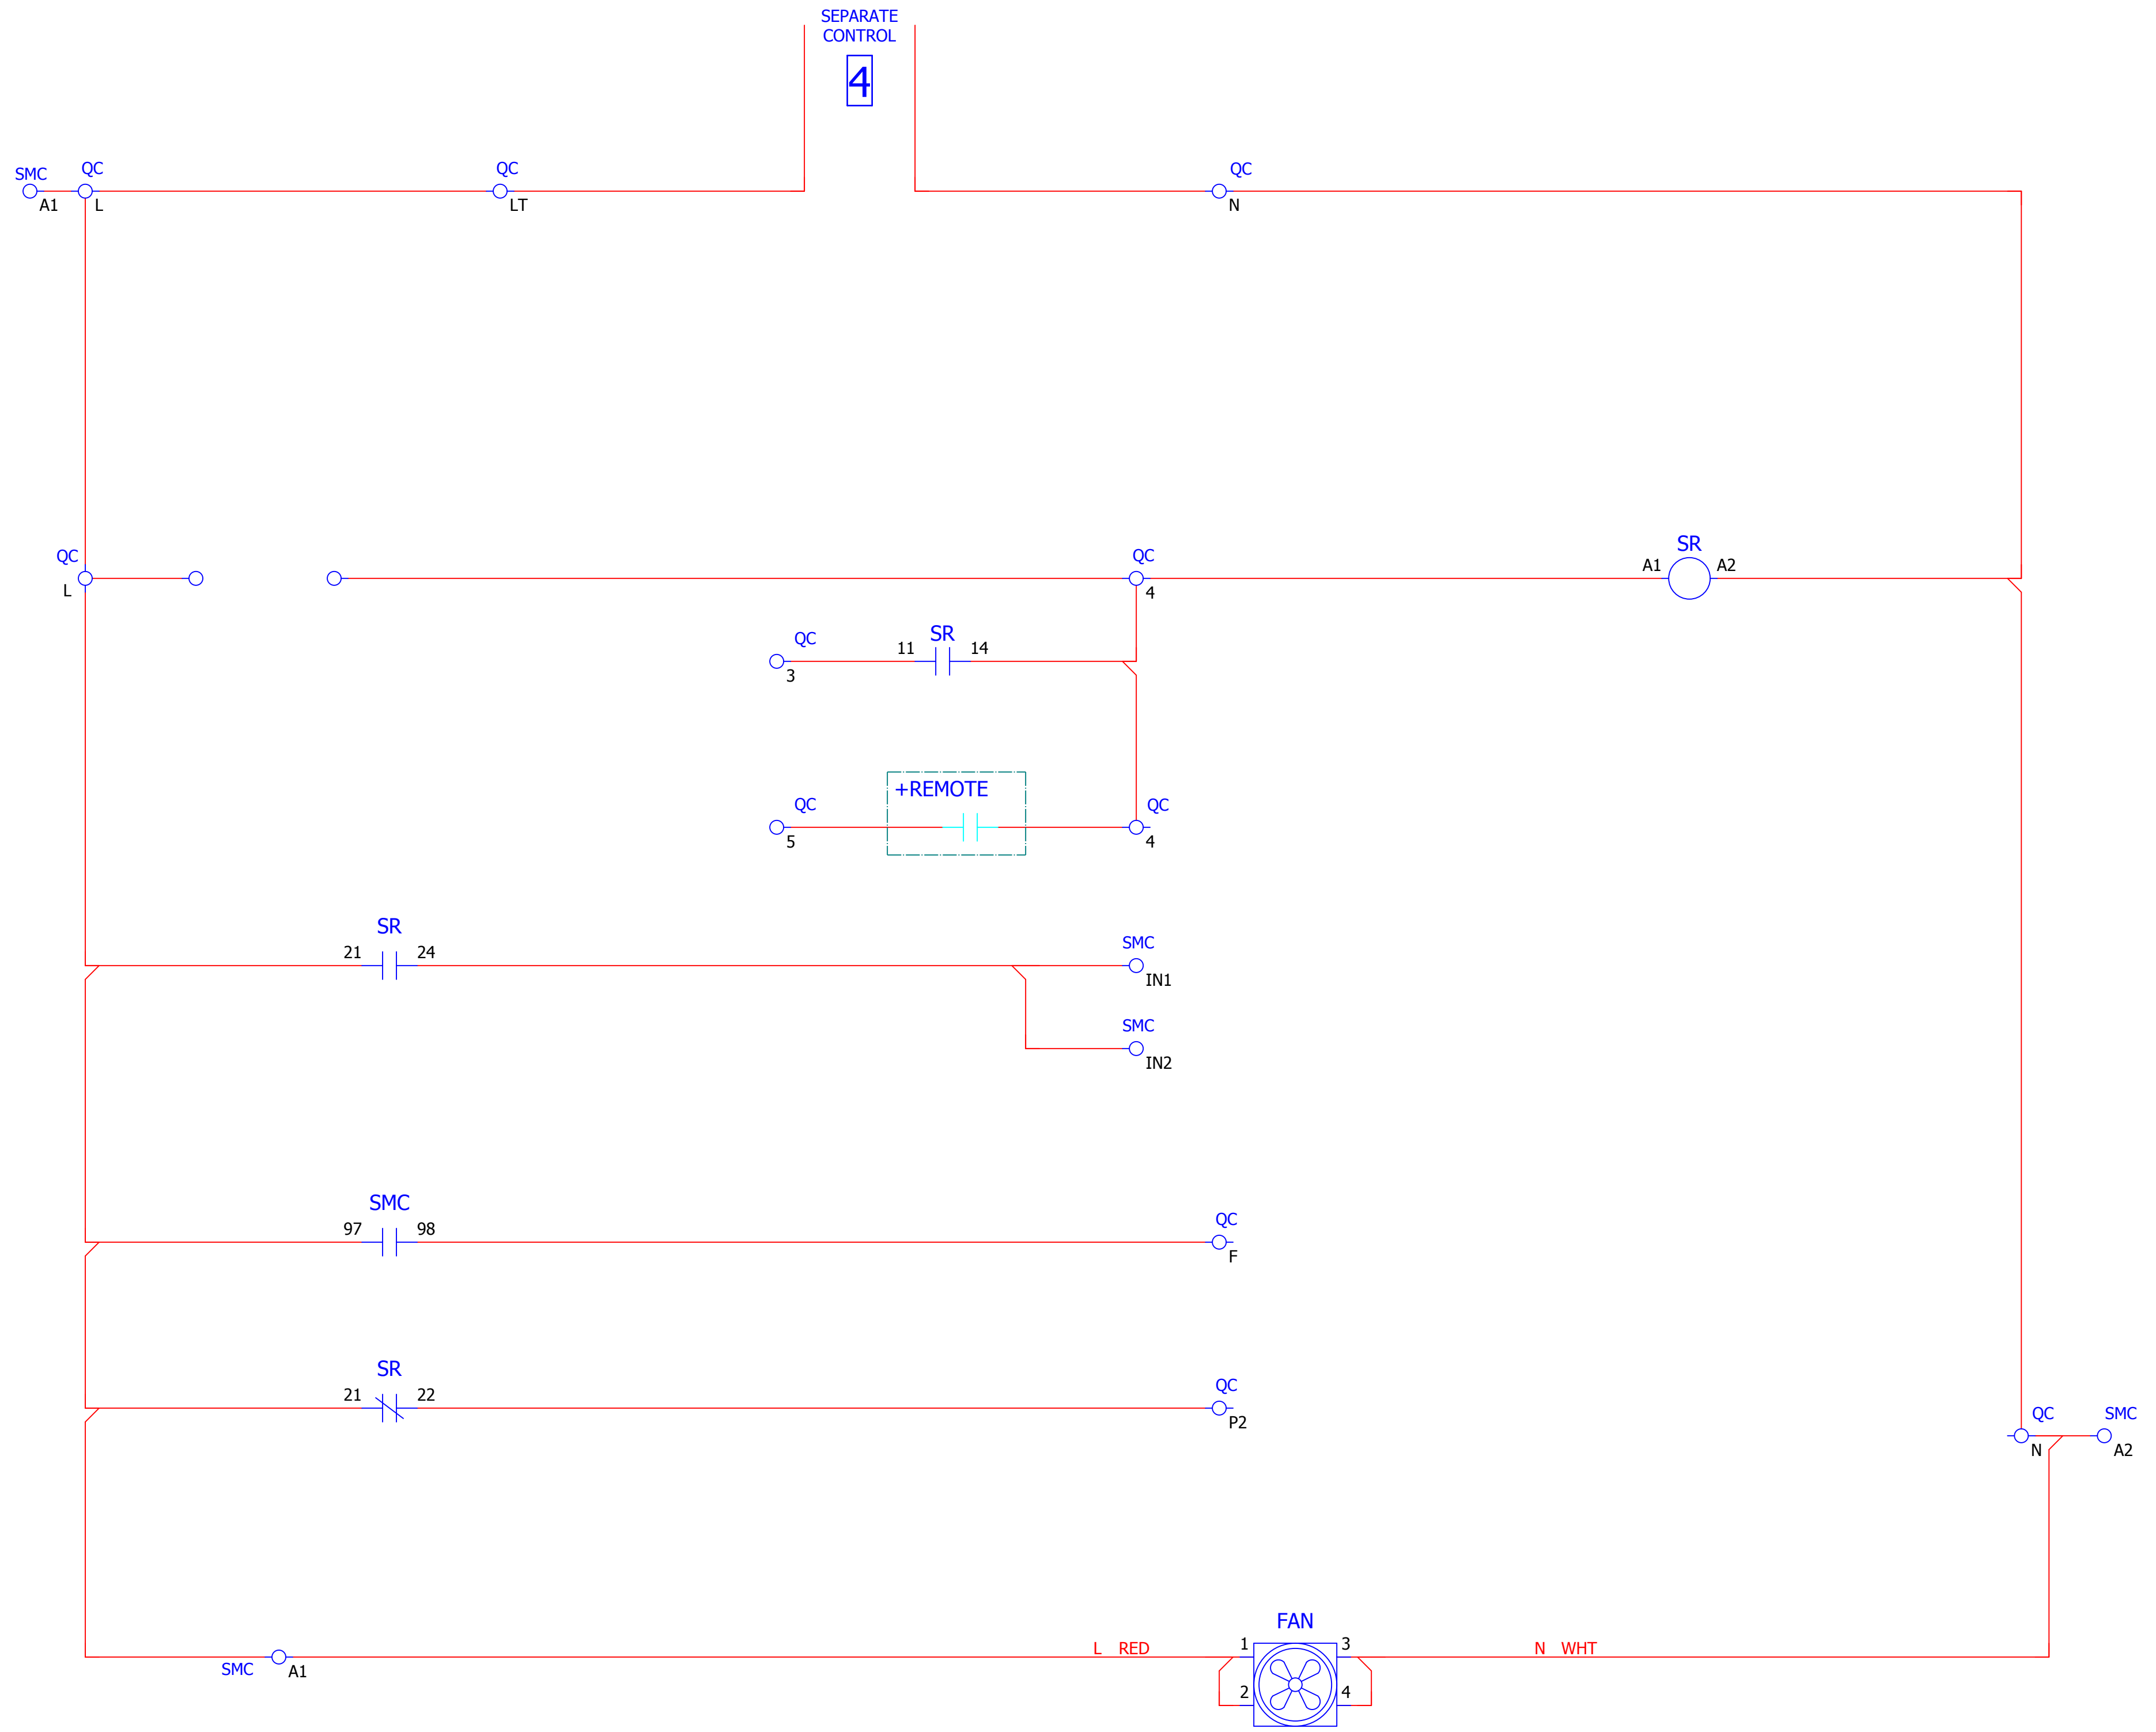 SEPARATE
CONTROL
4
SMC
A1
QC
L
QC
LT
QC
N
QC
L
QC
4
A1
SR
A2
QC
3
11
SR
14
+REMOTE
QC
5
QC
4
21
SR
24
SMC
IN1
SMC
IN2
SMC
97
98
QC
F
SR
21
22
QC
P2
QC
N
SMC
A2
SMC
A1
L RED
FAN
1
2
3
4
N WHT